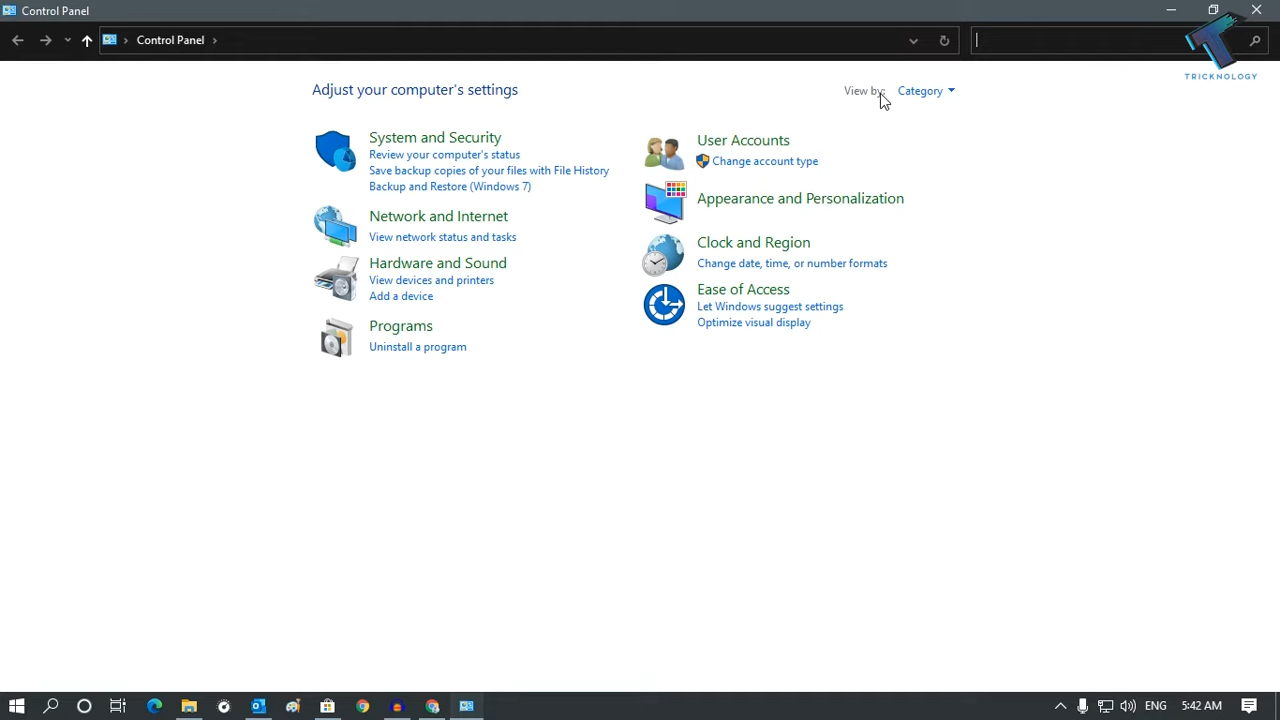 Control Panel
Control Panel
TRICKNOLOGY
Adjust your computer's settings
View by:
Category
System and Security
Review your computer's status
Save backup copies of your files with File History
Backup and Restore (Windows 7)
Network and Internet
View network status and tasks
Hardware and Sound
View devices and printers
Add a device
Programs
Uninstall a program
User Accounts
Change account type
Appearance and Personalization
Clock and Region
Change date, time, or number formats
Ease of Access
Let Windows suggest settings
Optimize visual display
ENG
5:42 AM